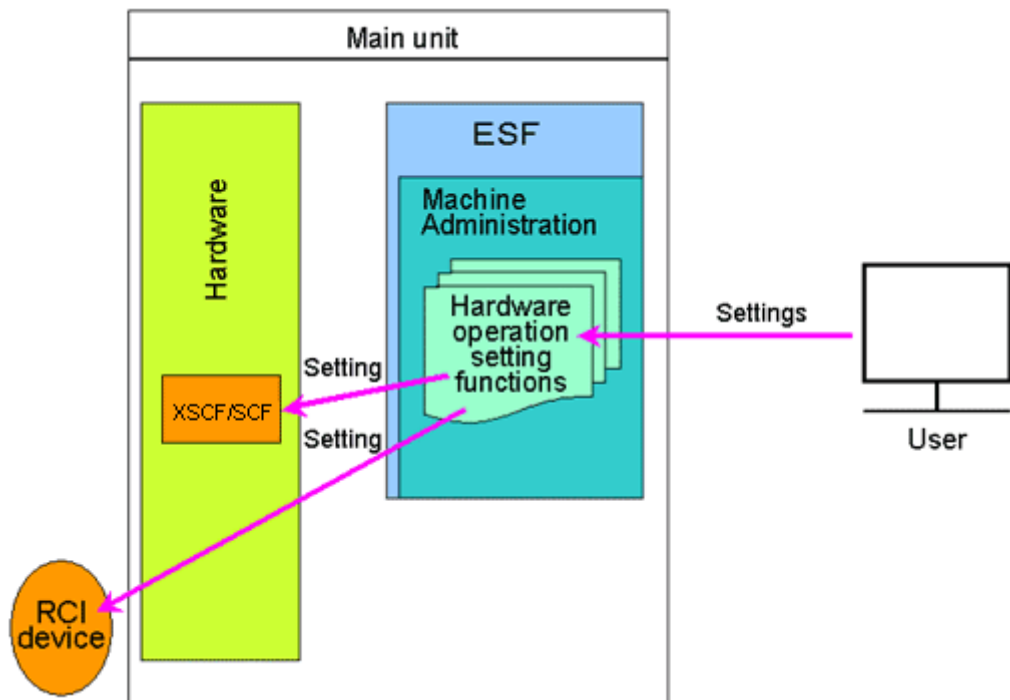 Main unit
Hardware
ESF
Machine
Administration
Hardware
operation
setting
functions
Settings
User
Setting
XSCF/SCF
Setting
RCI
device